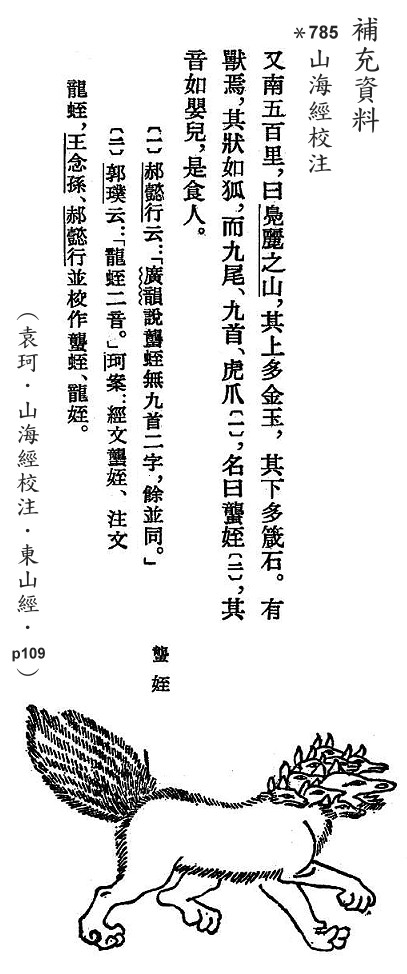 補充資料
＊785
山海經校注
又南五百里，曰鳧麗之山，其上多金玉，其下多箴石。有
獸焉，其狀如狐，而九尾、九首、虎爪〔一〕，名曰蠪姪〔二〕，其
音如嬰兒，是食人。
〔一〕郝懿行云：「廣韻說蠪蛭無九首二字，餘並同。」
〔二〕郭璞云：「龍蛭二音。」珂案：經文蠪姪、注文
龍蛭，王念孫、郝懿行並校作蠪蛭、龍姪。
（袁珂．山海經校注．東山經．
p109）
蠪姪